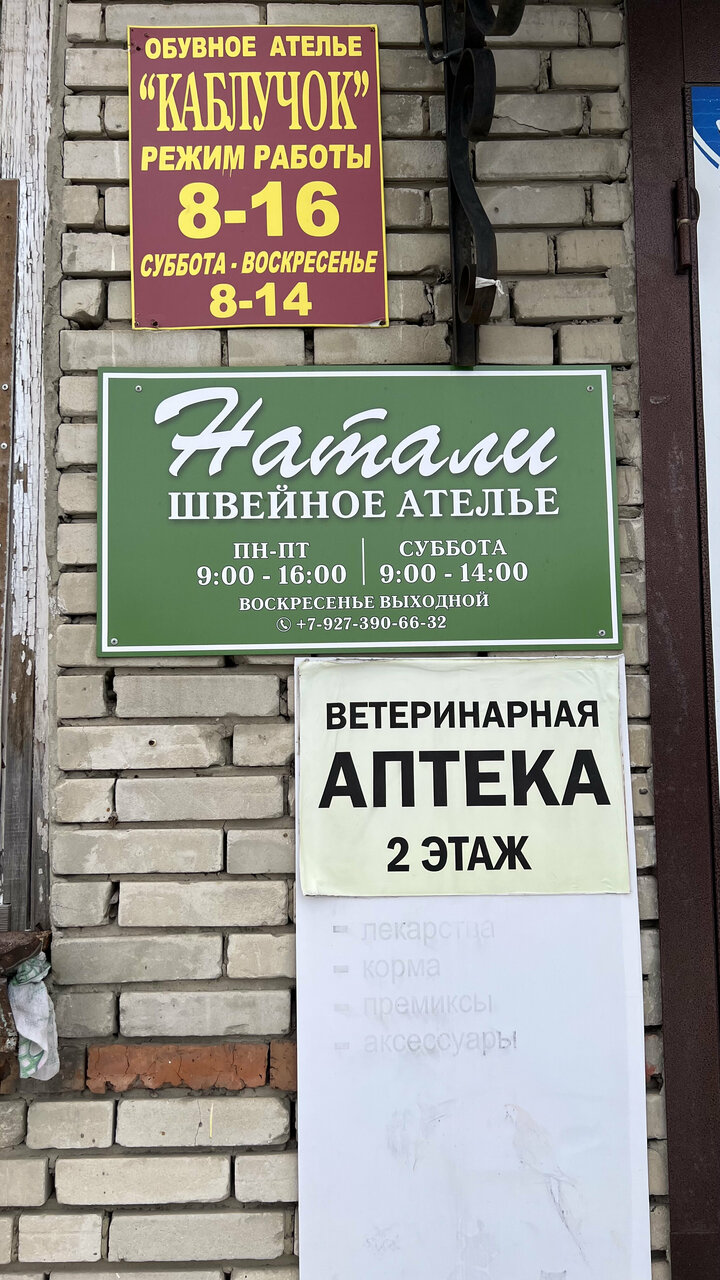 ОБУВНОЕ АТЕЛЬЕ
“КАБЛУЧОК”
РЕЖИМ РАБОТЫ
8-16
СУББОТА - ВОСКРЕСЕНЬЕ
8-14
Натали
ШВЕЙНОЕ АТЕЛЬЕ
ПН-ПТ СУББОТА
9:00 - 16:00 9:00 - 14:00
ВОСКРЕСЕНЬЕ ВЫХОДНОЙ
+7-927-390-66-32
ВЕТЕРИНАРНАЯ
АПТЕКА
2 ЭТАЖ
- лекарства
- корма
- премиксы
- аксессуары